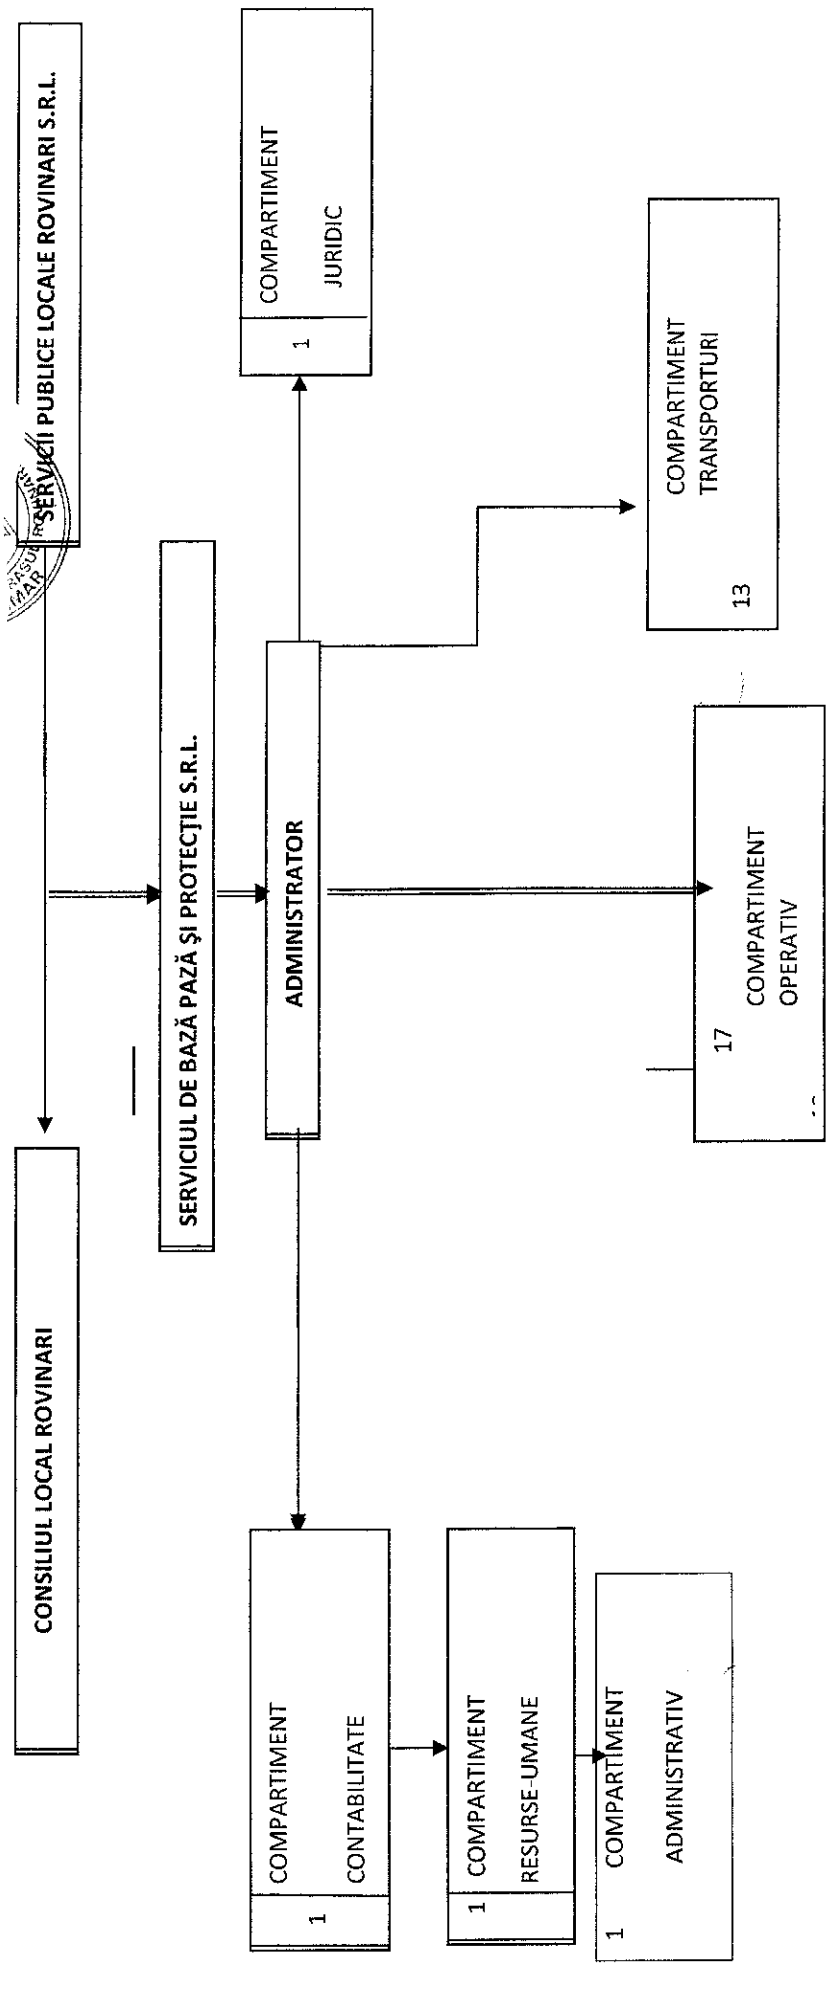 CONSILIUL LOCAL ROVINARI
SERVICII PUBLICE LOCALE ROVINARI S.R.L.
SERVICIUL DE BAZĂ PAZĂ ŞI PROTECŢIE S.R.L.
ADMINISTRATOR
1
COMPARTIMENT
CONTABILITATE
1
COMPARTIMENT
JURIDIC
1
COMPARTIMENT
RESURSE-UMANE
1
COMPARTIMENT
ADMINISTRATIV
17
COMPARTIMENT
OPERATIV
13
COMPARTIMENT
TRANSPORTURI